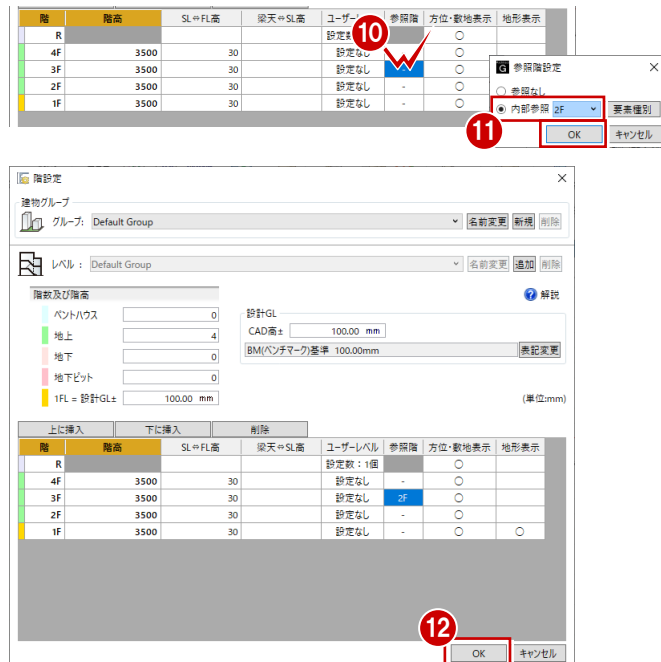 階 階高 SL⇔FL高 梁天⇔SL高 ユーザーレベル 参照階 方位・敷地表示 地形表示
R 設定数 ○
4F 3500 30 設定なし ○
3F 3500 30 設定なし ○
2F 3500 30 設定なし - ○
1F 3500 30 設定なし - ○
10
G 参照階設定 ×
参照なし
内部参照 2F 要素種別
11
OK キャンセル
階設定 ×
建物グループ
グループ: Default Group 名前変更 新規 削除
レベル : Default Group 名前変更 追加 削除
階数及び階高 ? 解説
ペントハウス 0 設計GL
地上 4 CAD高± 100.00 mm
地下 0 BM(ベンチマーク)基準 100.00mm 表記変更
地下ピット 0
1FL = 設計GL± 100.00 mm (単位:mm)
上に挿入 下に挿入 削除
階 階高 SL⇔FL高 梁天⇔SL高 ユーザーレベル 参照階 方位・敷地表示 地形表示
R 設定数：1個 ○
4F 3500 30 設定なし - ○
3F 3500 30 設定なし 2F ○
2F 3500 30 設定なし - ○
1F 3500 30 設定なし - ○ ○
12
OK キャンセル